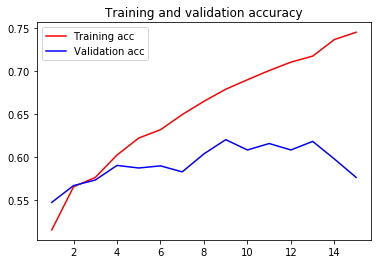 Training and validation accuracy
Training acc
Validation acc
0.75
0.70
0.65
0.60
0.55
2 4 6 8 10 12 14